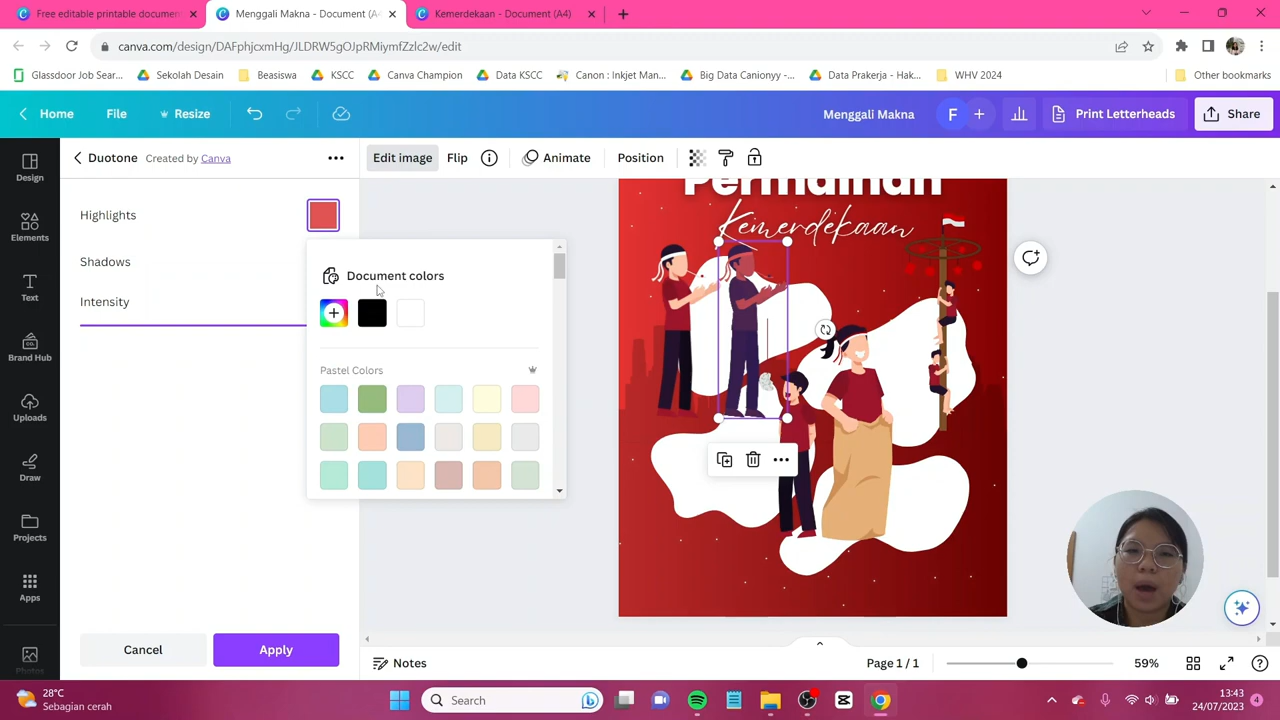 Free editable printable documen
Menggali Makna - Document (A4
Kemerdekaan - Document (A4)
canva.com/design/DAFphjcxmHg/JLDRW5gOJpRMiymfZzlc2w/edit
Glassdoor Job Sear...
Sekolah Desain
Beasiswa
KSCC
Canva Champion
Data KSCC
Canon : Inkjet Man...
Big Data Canionyy -...
Data Prakerja - Hak...
WHV 2024
Other bookmarks
Home
File
Resize
Menggali Makna
F
Print Letterheads
Share
Design
Elements
Text
Brand Hub
Uploads
Draw
Projects
Apps
Photos
Duotone
Created by Canva
Edit image
Flip
Animate
Position
Highlights
Shadows
Intensity
Document colors
Pastel Colors
Permainan
Kemerdekaan
Cancel
Apply
Notes
Page 1 / 1
59%
28°C
Sebagian cerah
Search
13:43
24/07/2023
4